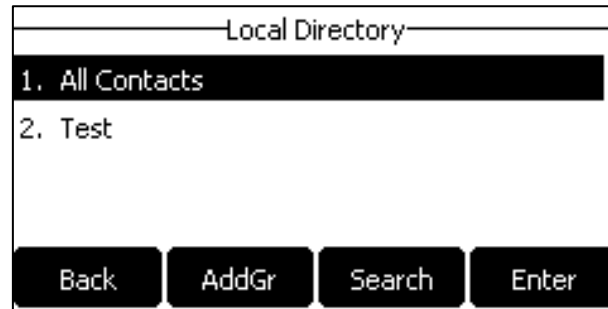 Local Directory
1. All Contacts
2. Test
Back AddGr Search Enter